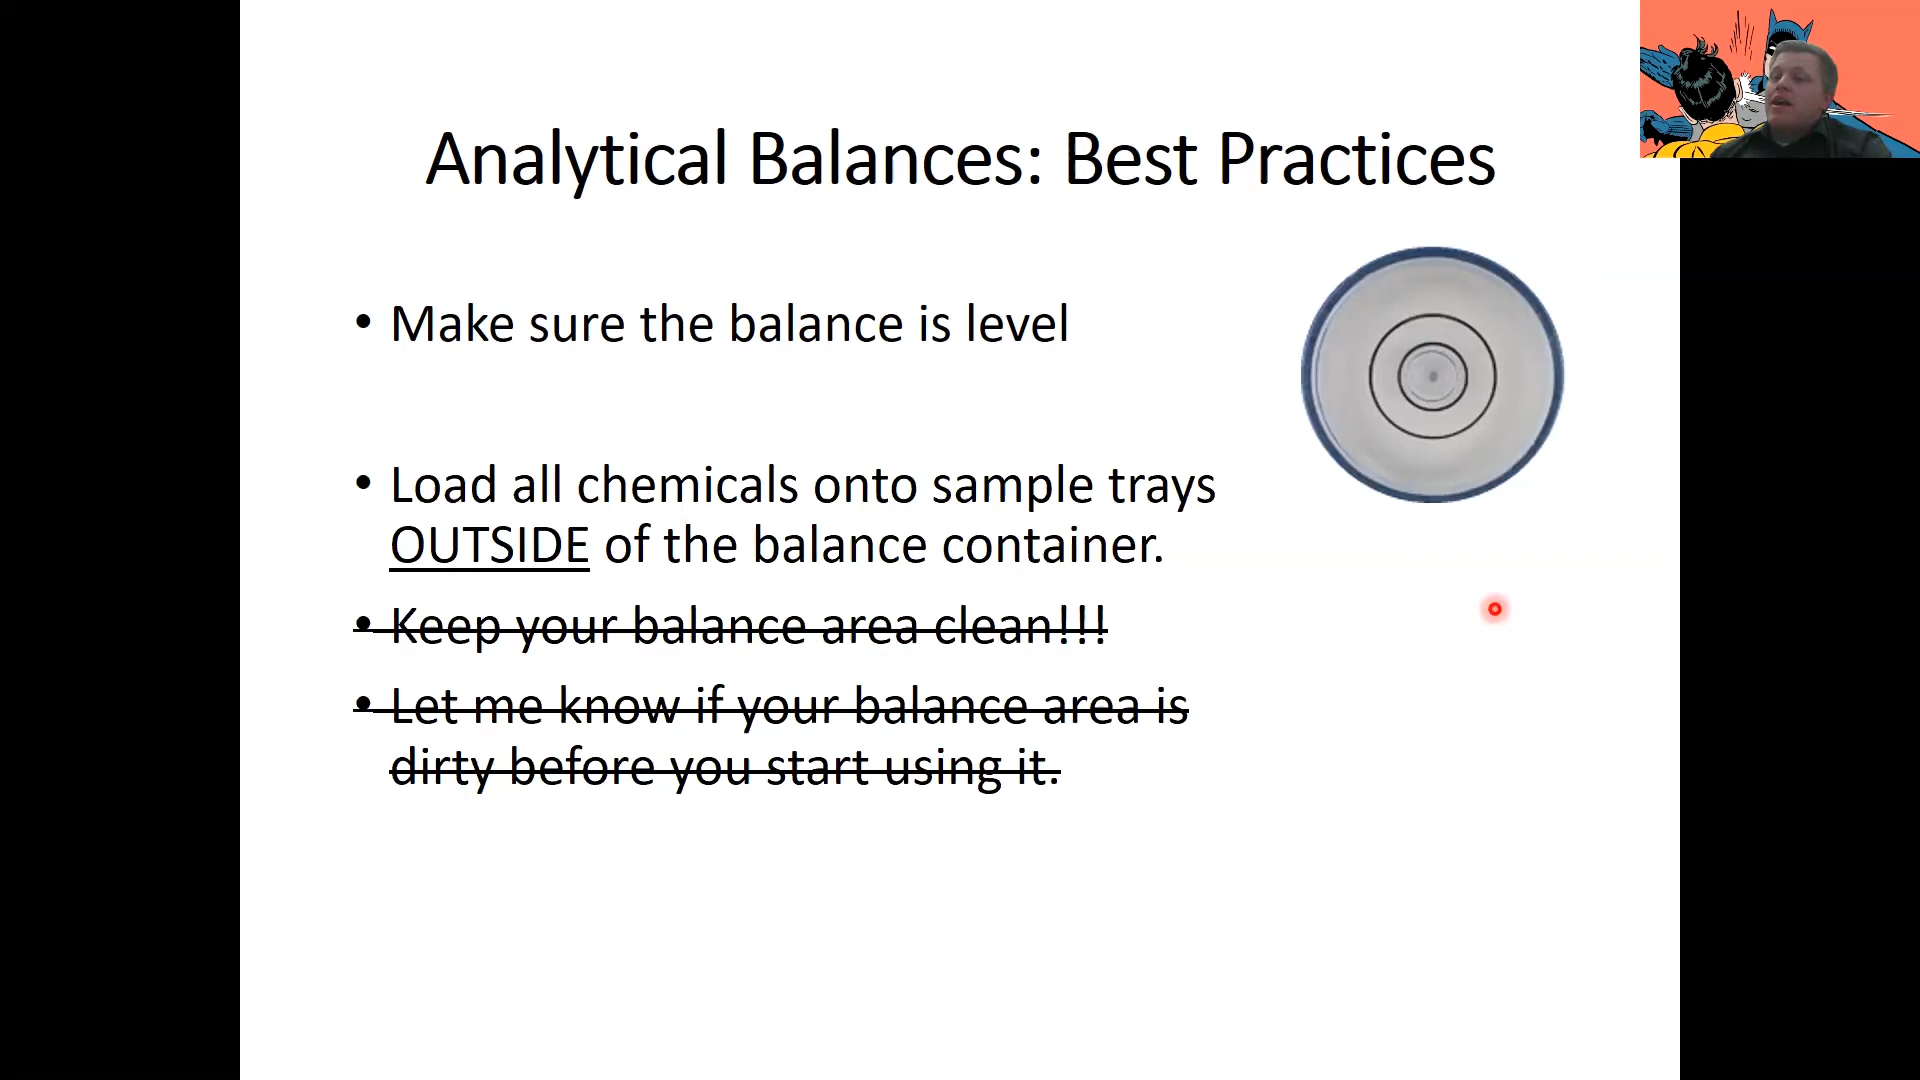 Analytical Balances: Best Practices
• Make sure the balance is level
• Load all chemicals onto sample trays
OUTSIDE of the balance container.
• Keep your balance area clean!!!
• Let me know if your balance area is
dirty before you start using it.